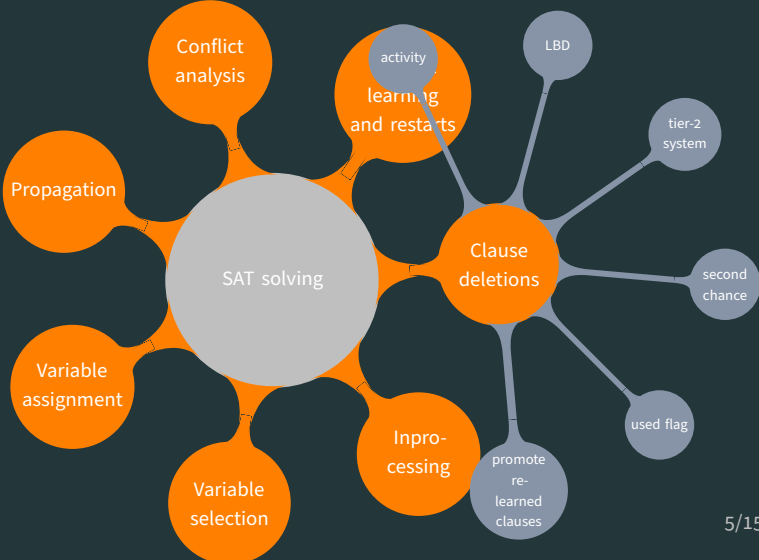 Conflict
analysis
activity
learning
and restarts
LBD
tier-2
system
Propagation
Clause
deletions
SAT solving
second
chance
Variable
assignment
used flag
Inpro-
cessing
promote
re-
learned
clauses
Variable
selection
5/15